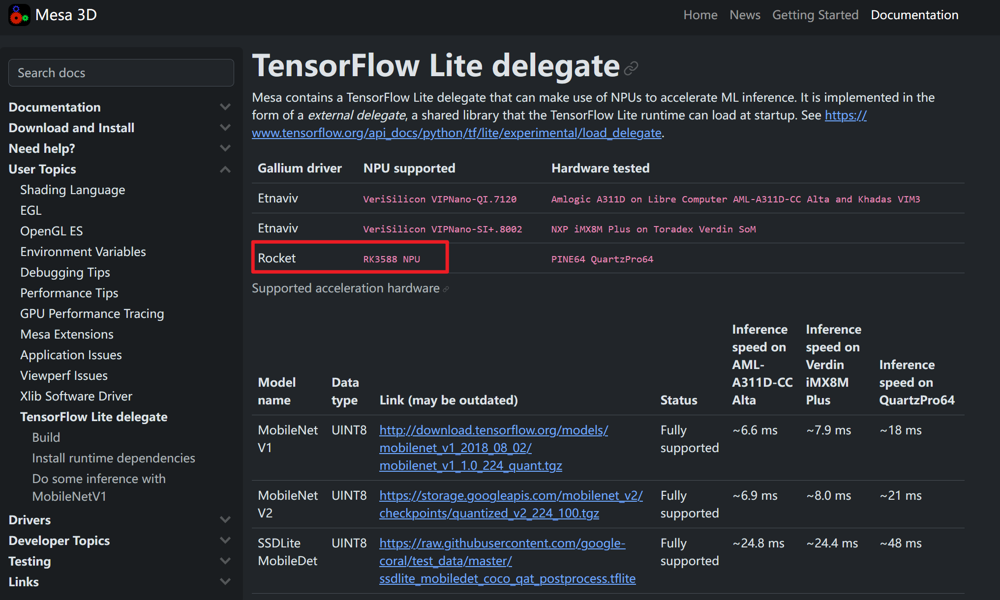 Mesa 3D
Home News Getting Started Documentation
Search docs
Documentation
Download and Install
Need help?
User Topics
Shading Language
EGL
OpenGL ES
Environment Variables
Debugging Tips
Performance Tips
GPU Performance Tracing
Mesa Extensions
Application Issues
Viewperf Issues
Xlib Software Driver
TensorFlow Lite delegate
Build
Install runtime dependencies
Do some inference with
MobileNetV1
Drivers
Developer Topics
Testing
Links
TensorFlow Lite delegate
Mesa contains a TensorFlow Lite delegate that can make use of NPUs to accelerate ML inference. It is implemented in the
form of a external delegate, a shared library that the TensorFlow Lite runtime can load at startup. See https://
www.tensorflow.org/api_docs/python/tf/lite/experimental/load_delegate.
Gallium driver NPU supported Hardware tested
Etnaviv VeriSilicon VIPNano-QI.7120 Amlogic A311D on Libre Computer AML-A311D-CC Alta and Khadas VIM3
Etnaviv VeriSilicon VIPNano-SI+.8002 NXP iMX8M Plus on Toradex Verdin SoM
Rocket RK3588 NPU PINE64 QuartzPro64
Supported acceleration hardware
Model
name
Data
type
Link (may be outdated)
Status
Inference
speed on
AML-
A311D-CC
Alta
Inference
speed on
Verdin
iMX8M
Plus
Inference
speed on
QuartzPro64
MobileNet
V1
UINT8
http://download.tensorflow.org/models/
mobilenet_v1_2018_08_02/
mobilenet_v1_1.0_224_quant.tgz
Fully
supported
~6.6 ms
~7.9 ms
~18 ms
MobileNet
V2
UINT8
https://storage.googleapis.com/mobilenet_v2/
checkpoints/quantized_v2_224_100.tgz
Fully
supported
~6.9 ms
~8.0 ms
~21 ms
SSDLite
MobileDet
UINT8
https://raw.githubusercontent.com/google-
coral/test_data/master/
ssdlite_mobiledet_coco_qat_postprocess.tflite
Fully
supported
~24.8 ms
~24.4 ms
~48 ms